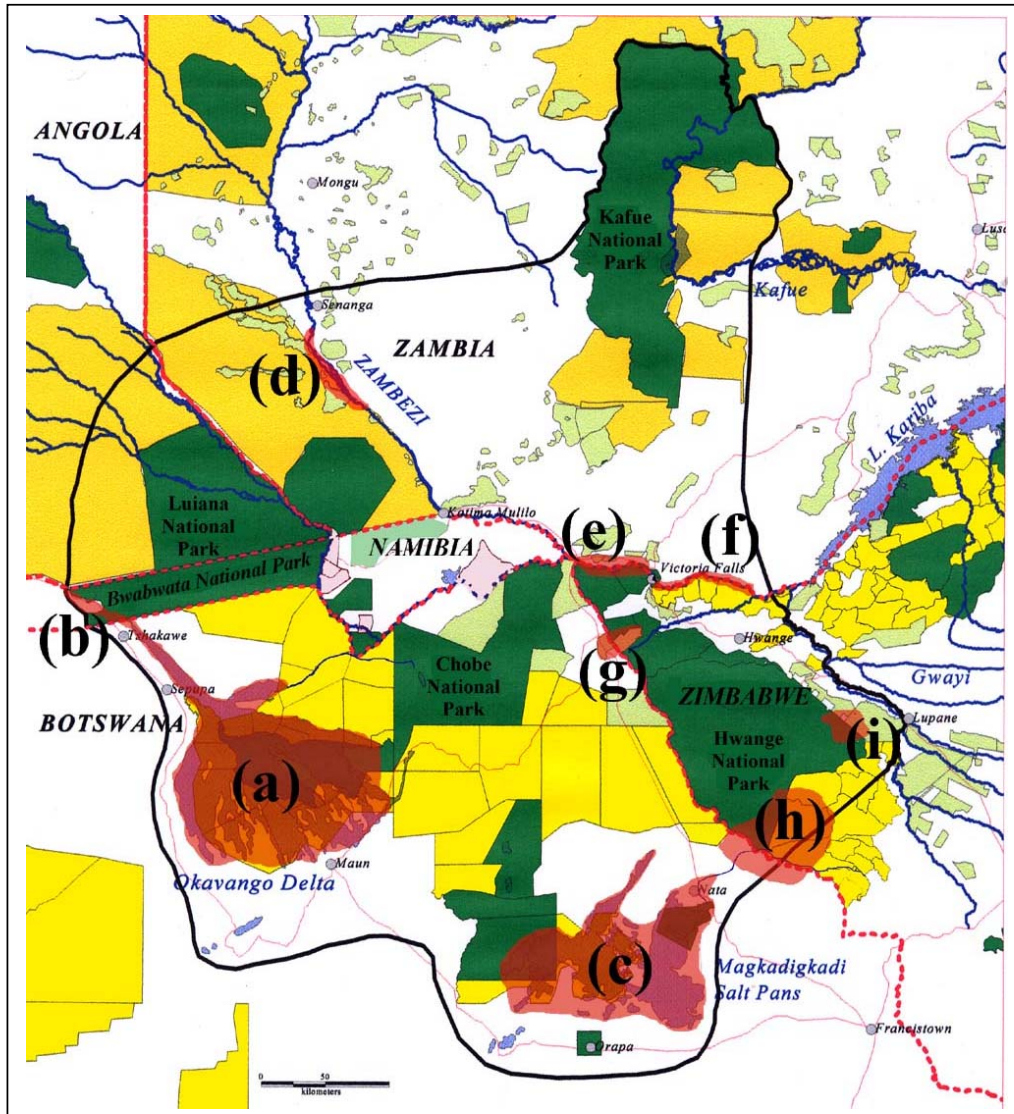 ANGOLA
Mongu
Kafue
National
Park
Kafue
Senanga
ZAMBIA
(d)
ZAMBEZI
L. Kariba
Luiana
National
Park
Kotima Mulilo
(e)
(f)
NAMIBIA
Victoria Falls
Bwabwata National Park
(b)
Tshakawe
Hwange
Chobe
National
Park
(g)
Gwayi
Sepupa
BOTSWANA
ZIMBABWE
Lupane
(i)
Hwange
National
Park
(a)
(h)
Maun
Okavango Delta
Nata
(c)
Magkadigkadi
Salt Pans
Francistown
Orapa
0
50
kilometers